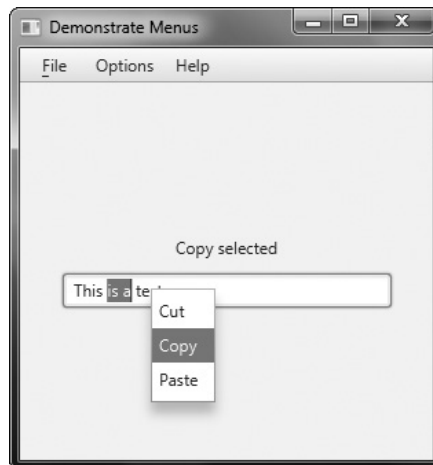 Demonstrate Menus
File Options Help
Copy selected
This is a te
Cut
Copy
Paste